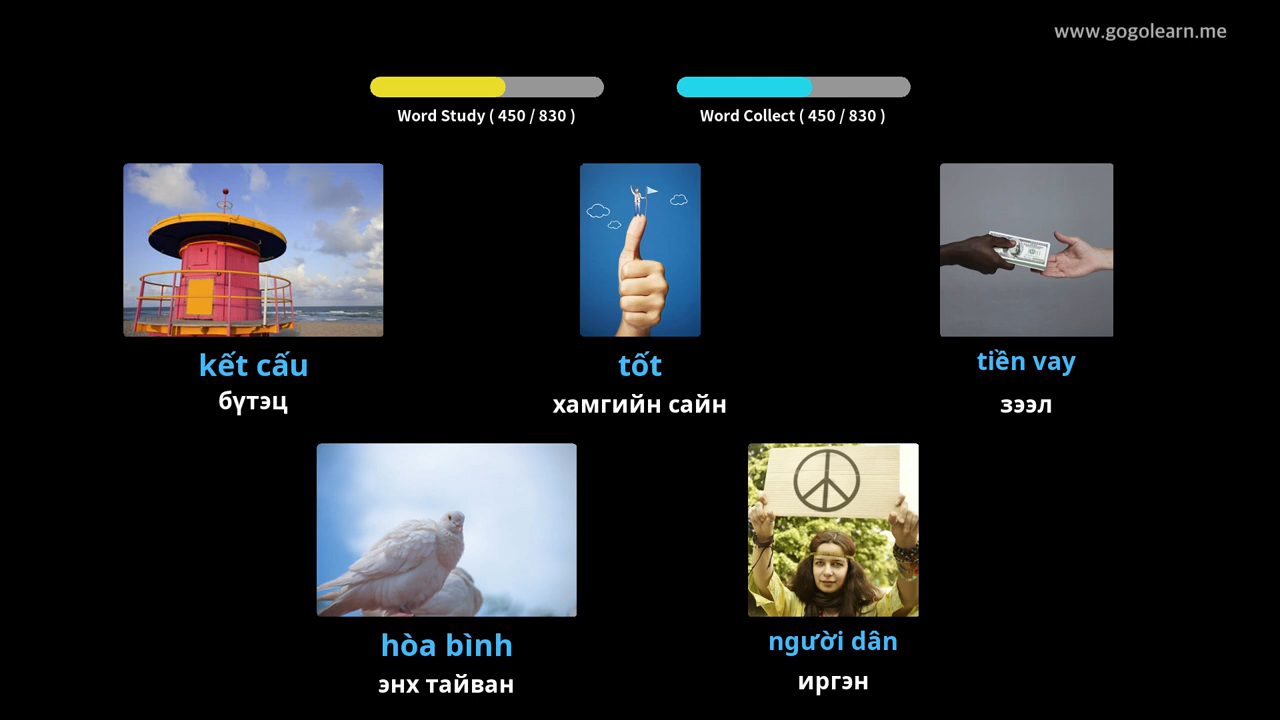 www.gogolearn.me
Word Study ( 450 / 830 )
Word Collect ( 450 / 830 )
kết cấu
бүтэц
tốt
хамгийн сайн
tiền vay
зээл
hòa bình
энх тайван
người dân
иргэн